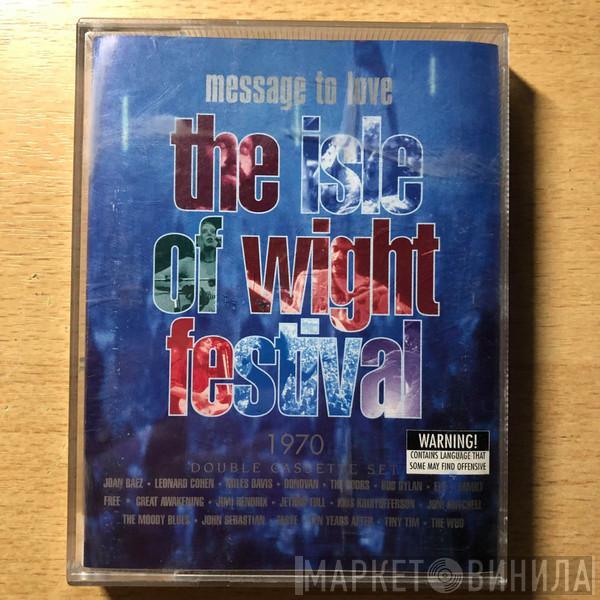 message to love
the isle
of wight
festival
1970
DOUBLE CASSETTE SET
WARNING!
CONTAINS LANGUAGE THAT
SOME MAY FIND OFFENSIVE
JOAN BAEZ • LEONARD COHEN • MILES DAVIS • DONOVAN • THE DOORS • BOB DYLAN • FAMILY
FREE • GREAT AWAKENING • JIMI HENDRIX • JETHRO TULL • KRIS KRISTOFFERSON • JONI MITCHELL
THE MOODY BLUES • JOHN SEBASTIAN • TASTE • TEN YEARS AFTER • TINY TIM • THE WHO
МАРКЕТ ВИНИЛА